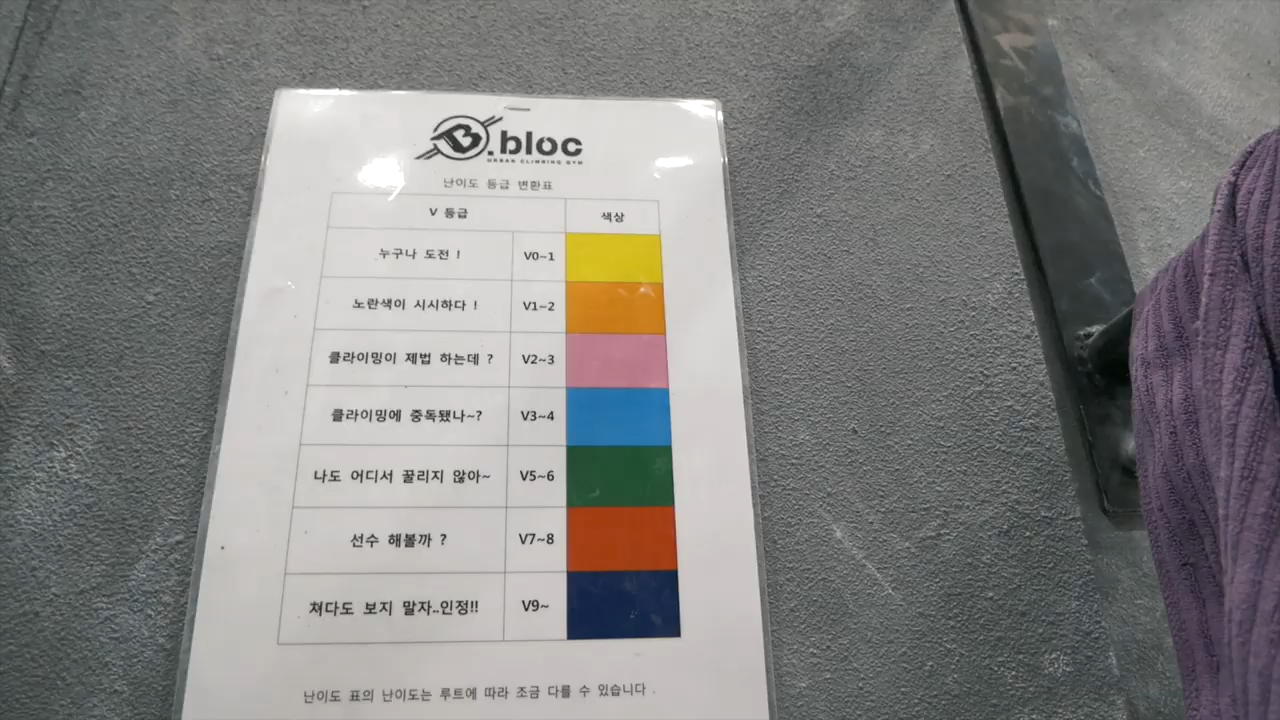 B.bloc
URBAN CLIMBING GYM
난이도 등급 변환표
V 등급 색상
누구나 도전 ! V0~1
노란색이 시시하다 ! V1~2
클라이밍이 제법 하는데 ? V2~3
클라이밍에 중독됐나~? V3~4
나도 어디서 꿀리지 않아~ V5~6
선수 해볼까 ? V7~8
쳐다도 보지 말자..인정!! V9~
난이도 표의 난이도는 루트에 따라 조금 다를 수 있습니다 .